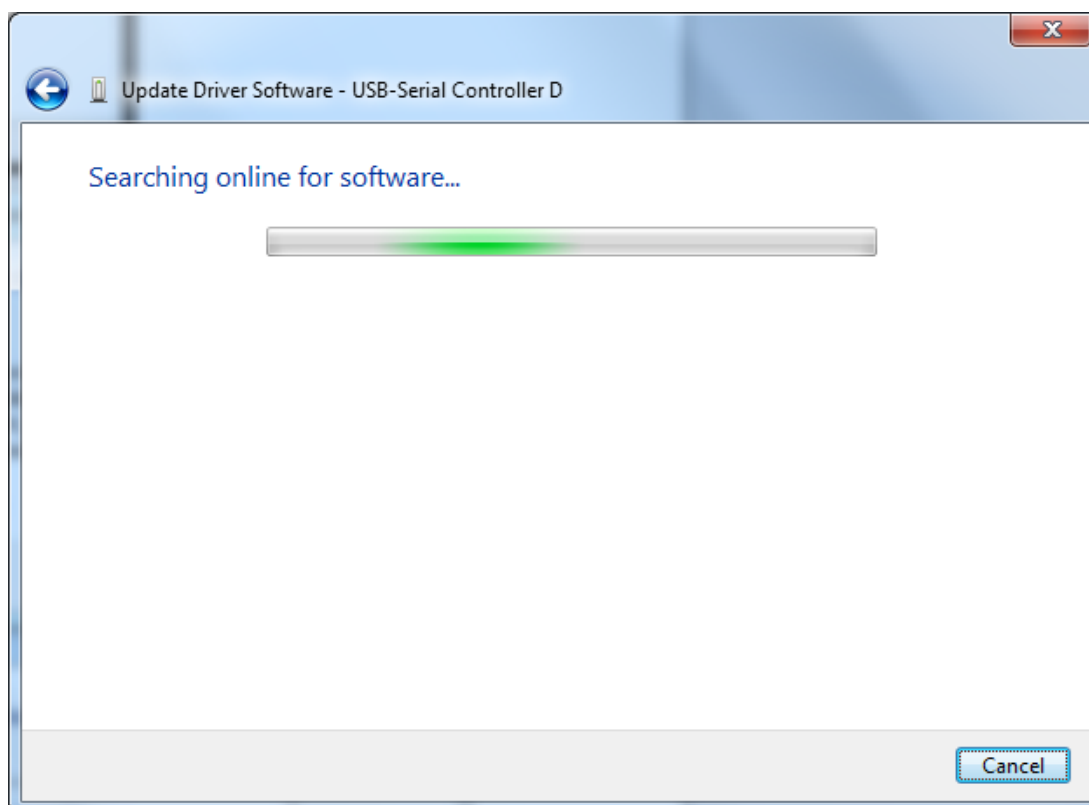 Update Driver Software - USB-Serial Controller D
Searching online for software...
Cancel